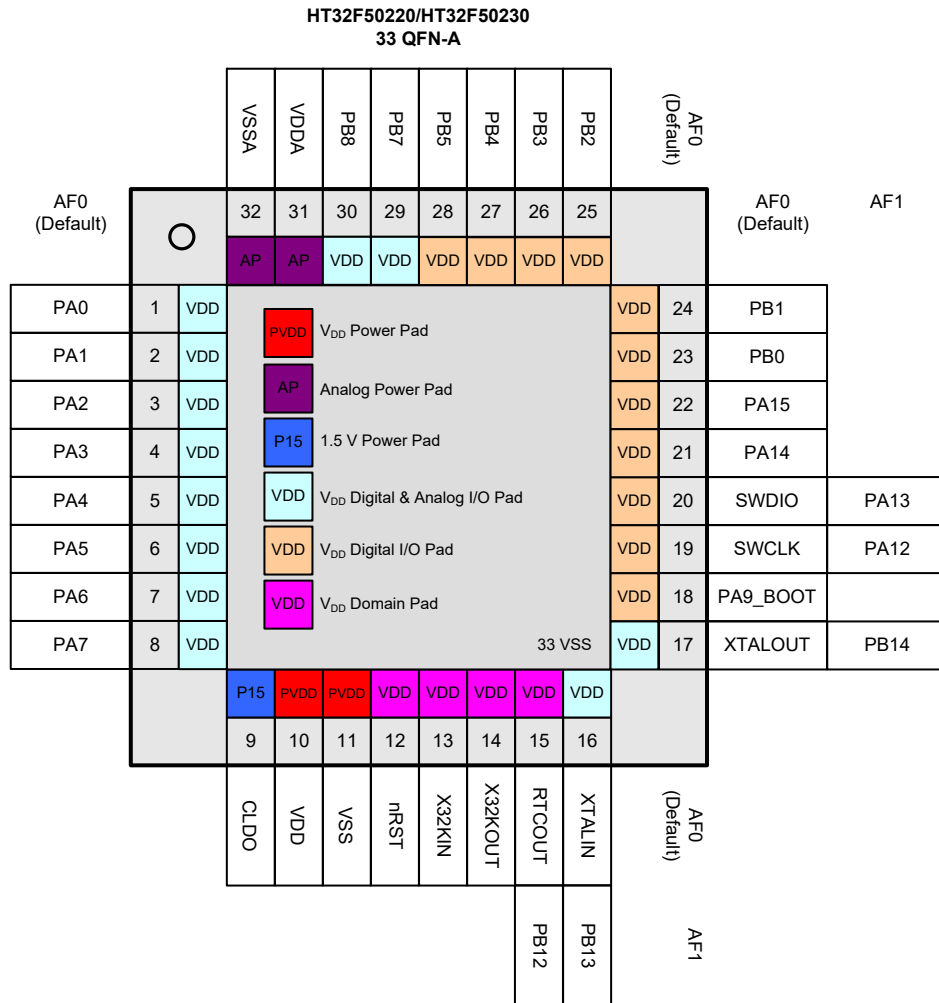 HT32F50220/HT32F50230
33 QFN-A
VSSA VDDA PB8 PB7 PB5 PB4 PB3 PB2 AF0 (Default)
AF0 (Default) 32 31 30 29 28 27 26 25 AF0 (Default) AF1
AP AP VDD VDD VDD VDD VDD VDD
PA0 1 VDD VDD 24 PB1
PVDD VDD Power Pad
PA1 2 VDD VDD 23 PB0
PA2 3 VDD AP Analog Power Pad VDD 22 PA15
PA3 4 VDD P15 1.5 V Power Pad VDD 21 PA14
PA4 5 VDD VDD VDD Digital & Analog I/O Pad VDD 20 SWDIO PA13
PA5 6 VDD VDD VDD Digital I/O Pad VDD 19 SWCLK PA12
PA6 7 VDD VDD VDD Domain Pad VDD 18 PA9_BOOT
PA7 8 VDD 33 VSS VDD 17 XTALOUT PB14
P15 PVDD PVDD VDD VDD VDD VDD VDD
9 10 11 12 13 14 15 16
CLDO VDD VSS nRST X32KIN X32KOUT RTCOUT XTALIN AF0 (Default)
PB12 PB13 AF1